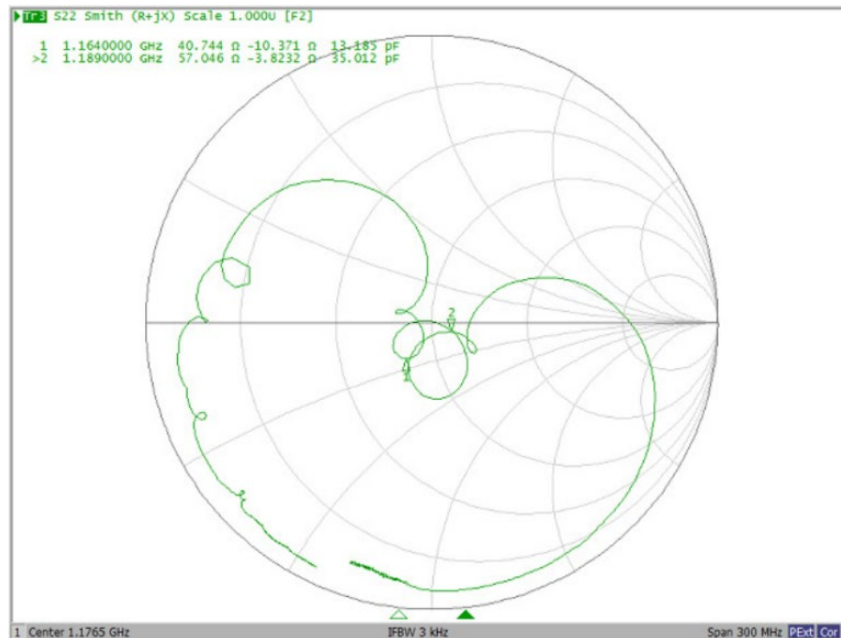 Tr3 S22 Smith (R+jX) Scale 1.000U [F2]
1 1.1640000 GHz 40.744 Ω -10.371 Ω 13.185 pF
>2 1.1890000 GHz 57.046 Ω -3.8232 Ω 35.012 pF
2
1
1 Center 1.1765 GHz IFBW 3 kHz Span 300 MHz PExt Cor